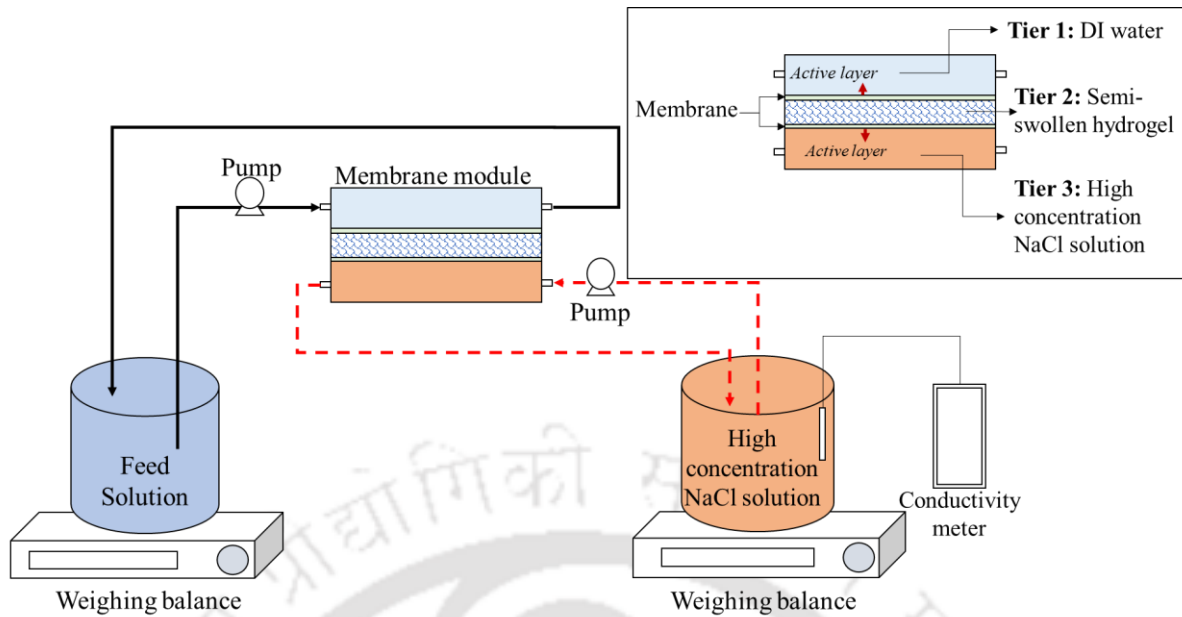 Tier 1: DI water
Active layer
Membrane
Tier 2: Semi-
swollen hydrogel
Active layer
Tier 3: High
concentration
NaCl solution
Pump
Membrane module
Pump
Feed
Solution
High
concentration
NaCl solution
Conductivity
meter
Weighing balance
Weighing balance